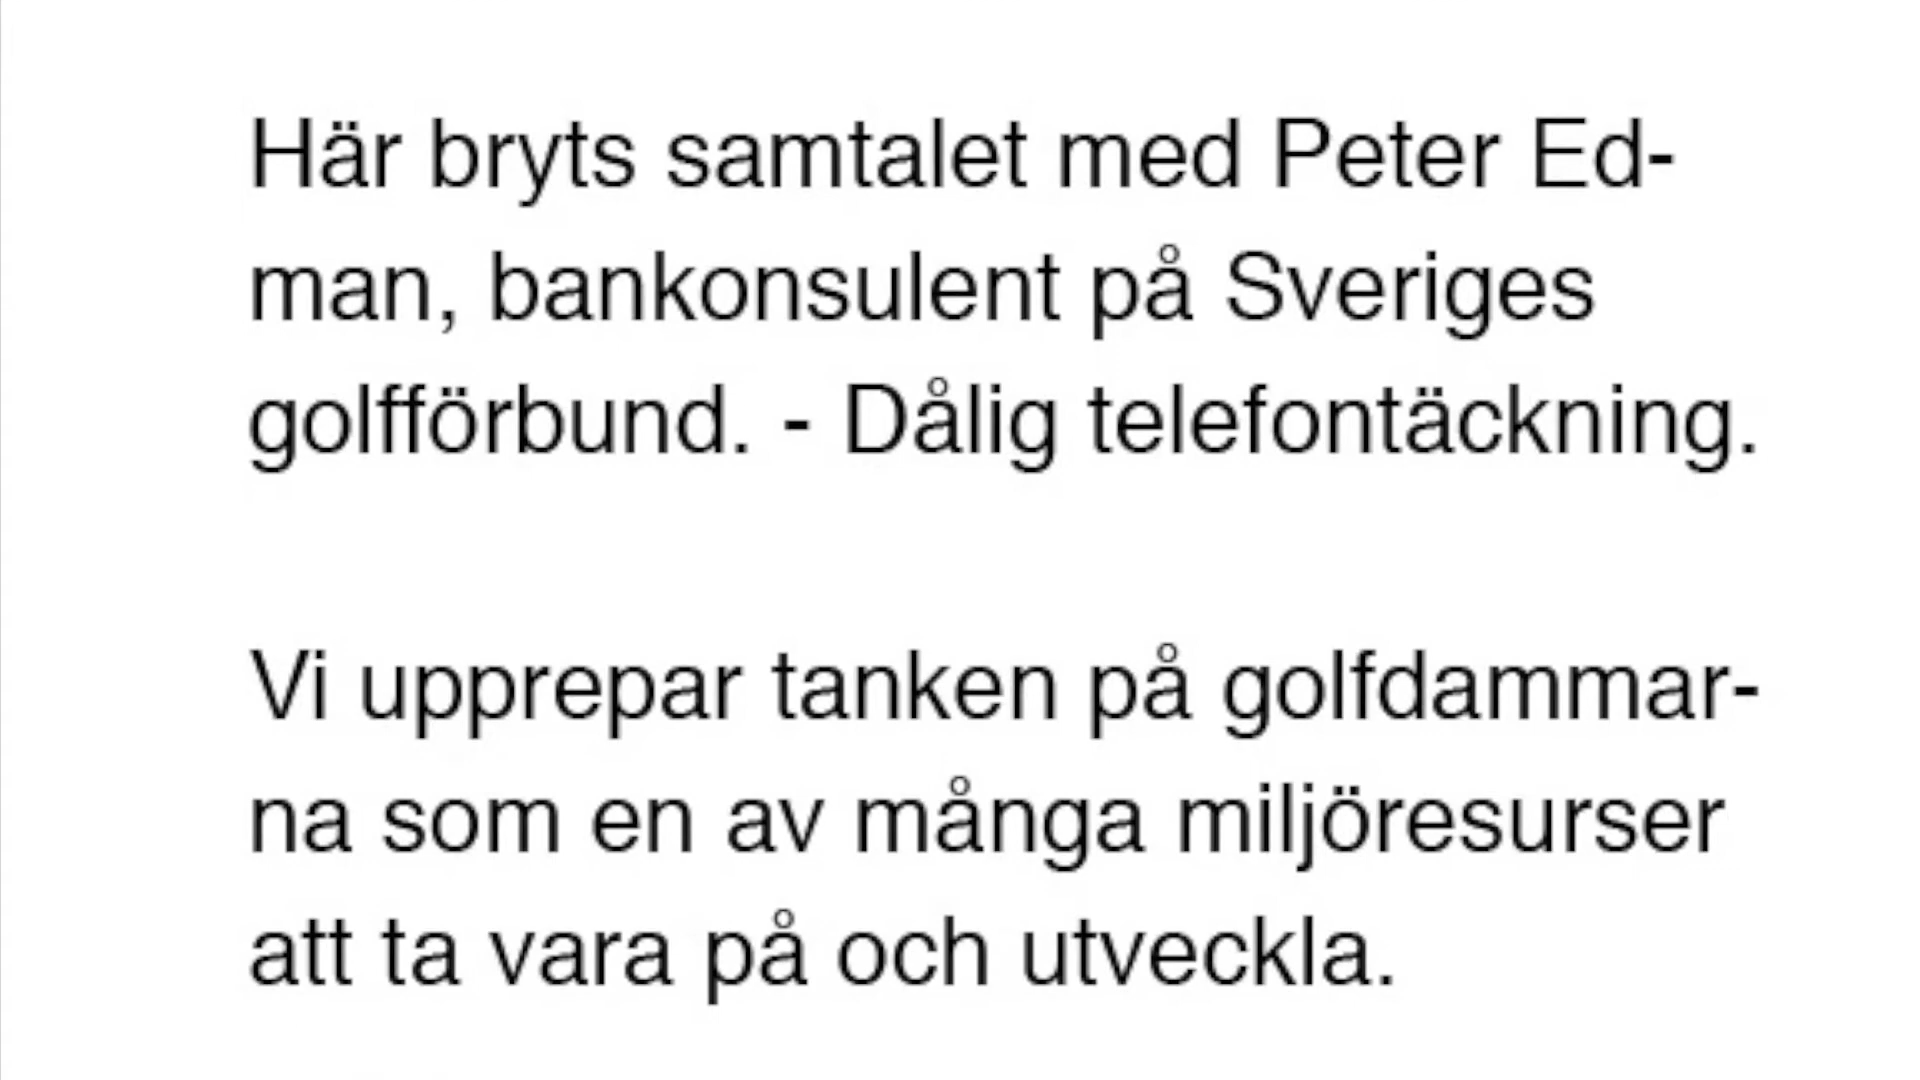 Här bryts samtalet med Peter Ed-
man, bankonsulent på Sveriges
golfförbund. - Dålig telefontäckning.
Vi upprepar tanken på golfdammar-
na som en av många miljöresurser
att ta vara på och utveckla.